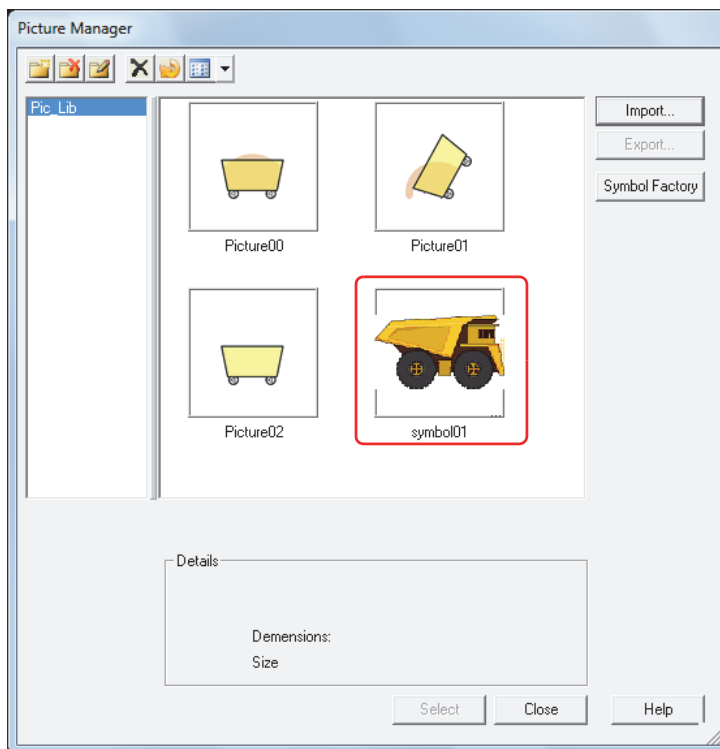 Picture Manager
Pic_Lib
Import...
Export...
Symbol Factory
Picture00
Picture01
Picture02
...
symbol01
Details
Demensions:
Size
Select
Close
Help